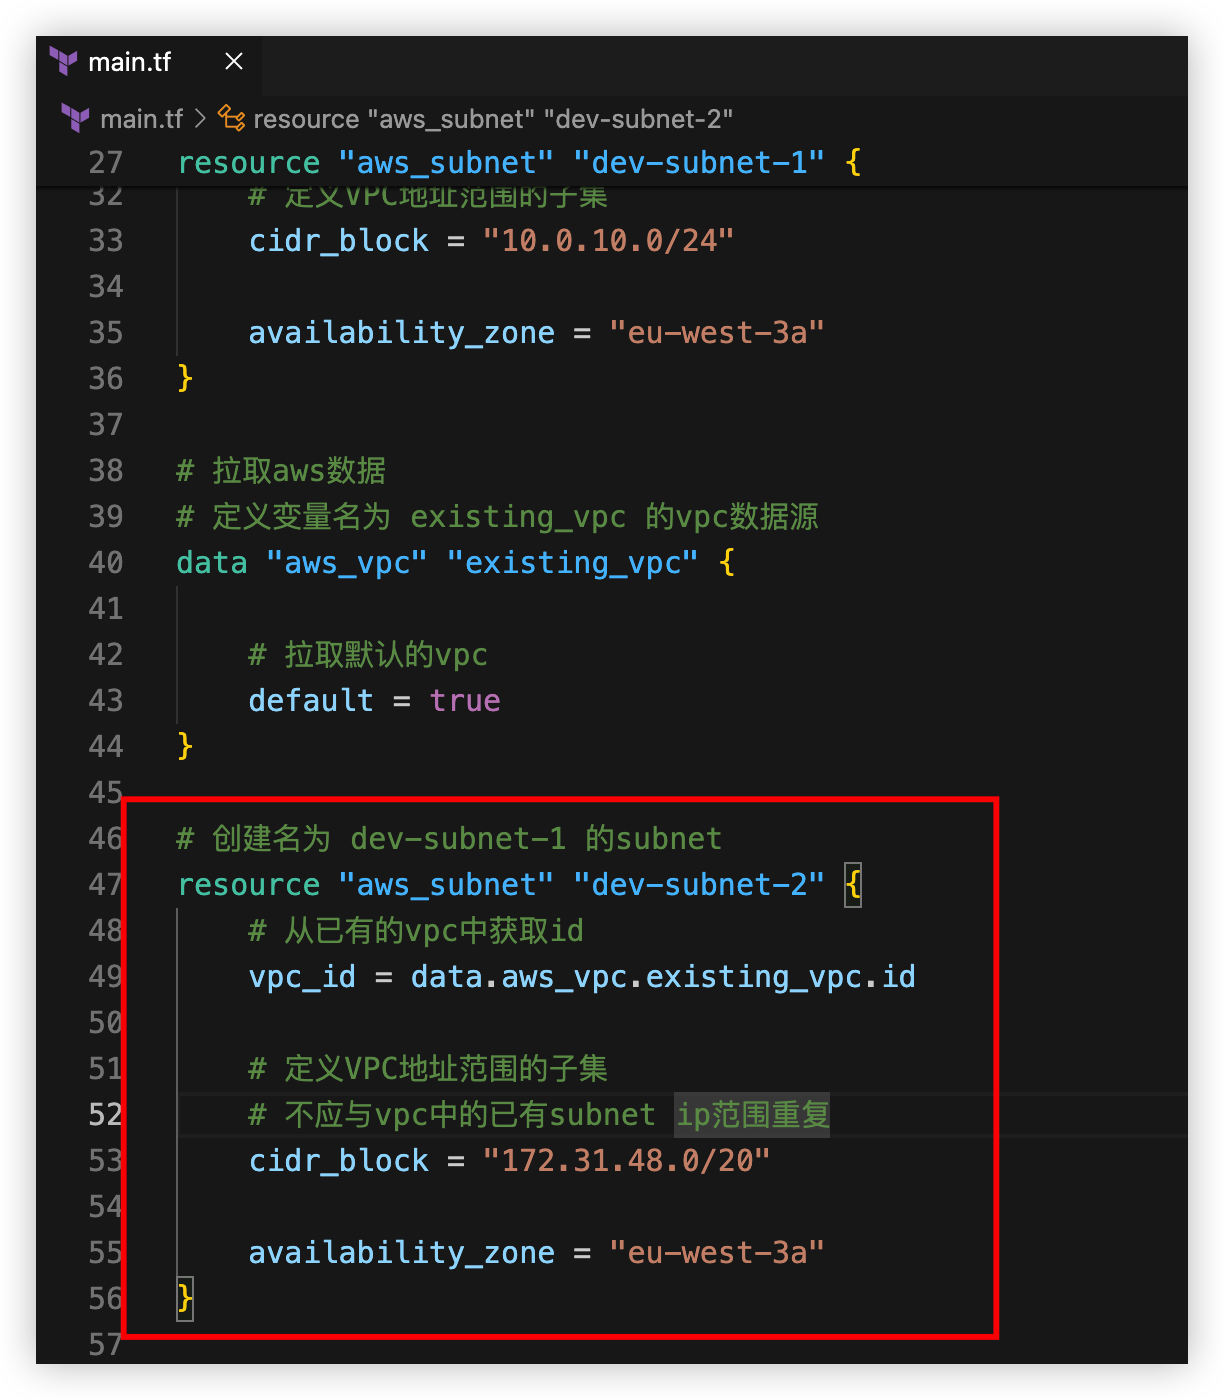 main.tf
main.tf > resource "aws_subnet" "dev-subnet-2"
27 resource "aws_subnet" "dev-subnet-1" {
32 # 定义VPC地址范围的子集
33 cidr_block = "10.0.10.0/24"
34
35 availability_zone = "eu-west-3a"
36 }
37
38 # 拉取aws数据
39 # 定义变量名为 existing_vpc 的vpc数据源
40 data "aws_vpc" "existing_vpc" {
41
42 # 拉取默认的vpc
43 default = true
44 }
45
46 # 创建名为 dev-subnet-1 的subnet
47 resource "aws_subnet" "dev-subnet-2" {
48 # 从已有的vpc中获取id
49 vpc_id = data.aws_vpc.existing_vpc.id
50
51 # 定义VPC地址范围的子集
52 # 不应与vpc中的已有subnet ip范围重复
53 cidr_block = "172.31.48.0/20"
54
55 availability_zone = "eu-west-3a"
56 }
57